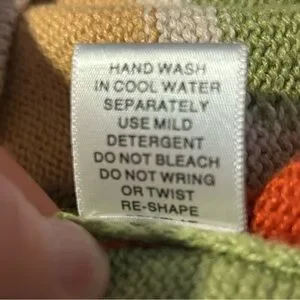 HAND WASH
IN COOL WATER
SEPARATELY
USE MILD
DETERGENT
DO NOT BLEACH
DO NOT WRING
OR TWIST
RE-SHAPE